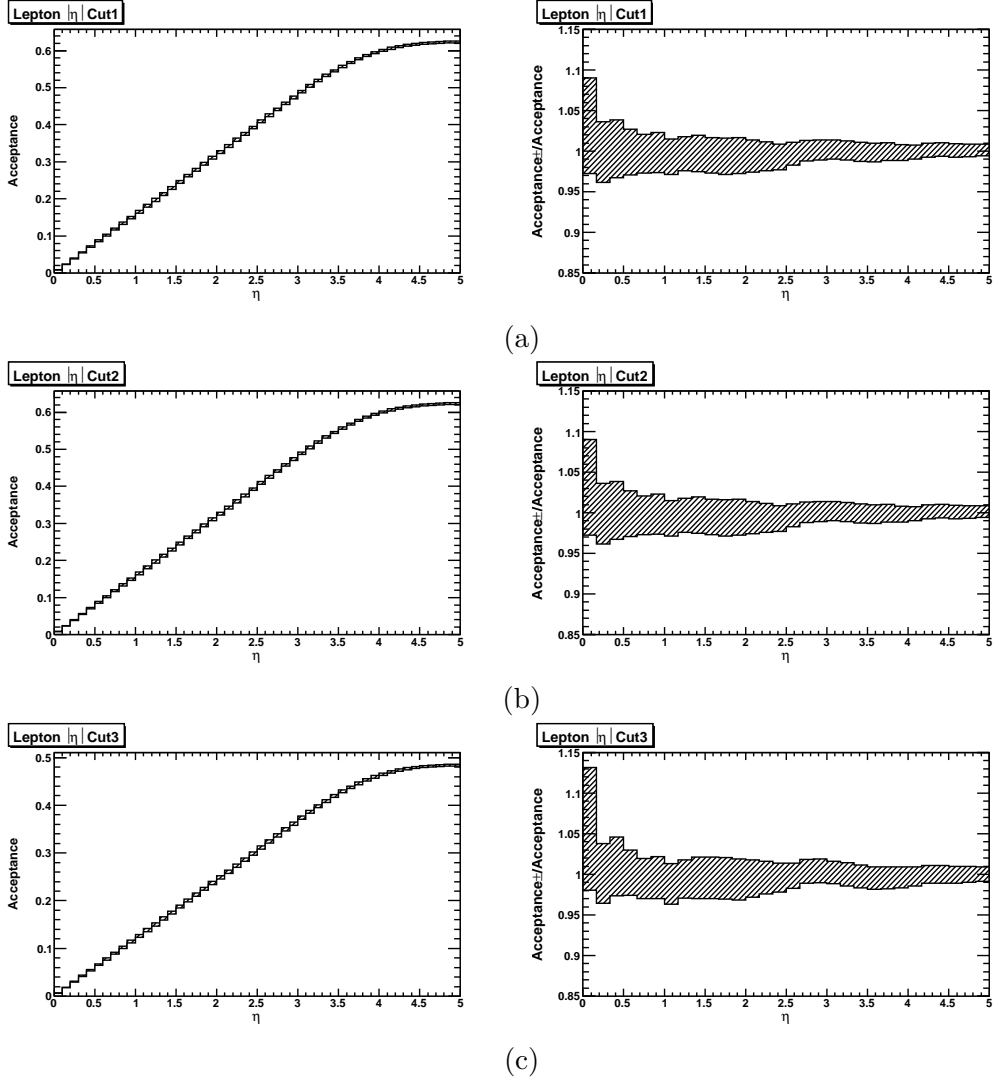 Lepton |η| Cut1
Acceptance
0.6
0.5
0.4
0.3
0.2
0.1
0
0 0.5 1 1.5 2 2.5 3 3.5 4 4.5 5
η
Lepton |η| Cut1
Acceptance±/Acceptance
1.15
1.1
1.05
1
0.95
0.9
0.85
0 0.5 1 1.5 2 2.5 3 3.5 4 4.5 5
η
(a)
Lepton |η| Cut2
Acceptance
0.6
0.5
0.4
0.3
0.2
0.1
0
0 0.5 1 1.5 2 2.5 3 3.5 4 4.5 5
η
Lepton |η| Cut2
Acceptance±/Acceptance
1.15
1.1
1.05
1
0.95
0.9
0.85
0 0.5 1 1.5 2 2.5 3 3.5 4 4.5 5
η
(b)
Lepton |η| Cut3
Acceptance
0.5
0.4
0.3
0.2
0.1
0
0 0.5 1 1.5 2 2.5 3 3.5 4 4.5 5
η
Lepton |η| Cut3
Acceptance±/Acceptance
1.15
1.1
1.05
1
0.95
0.9
0.85
0 0.5 1 1.5 2 2.5 3 3.5 4 4.5 5
η
(c)